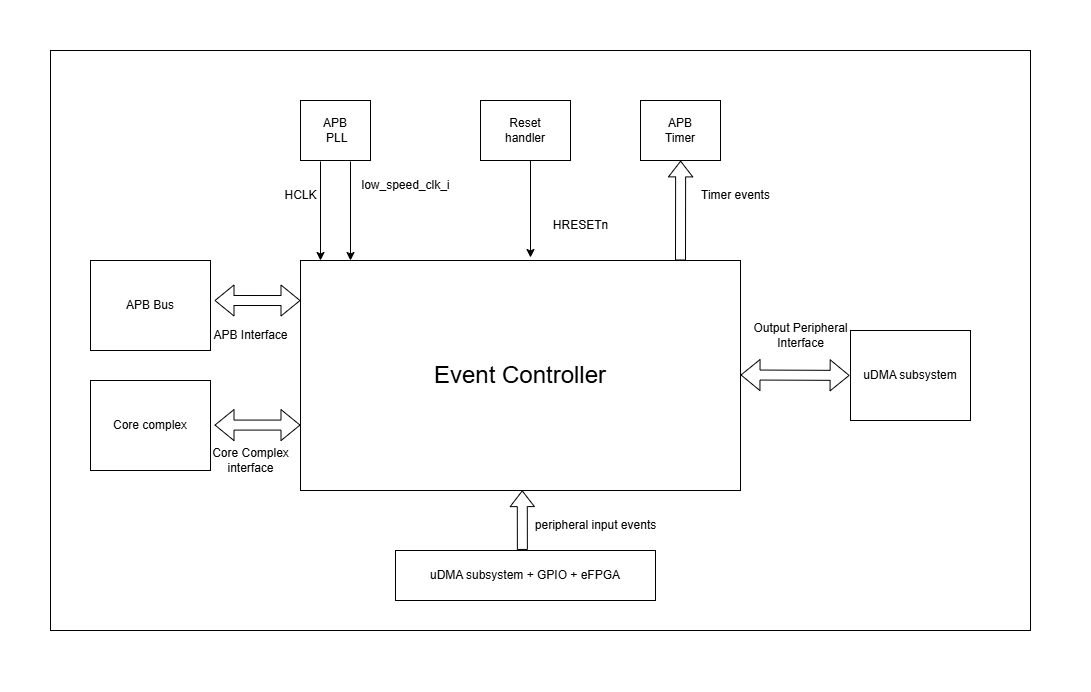 APB
PLL
Reset
handler
APB
Timer
HCLK
low_speed_clk_i
HRESETn
Timer events
APB Bus
APB Interface
Event Controller
Output Peripheral
Interface
uDMA subsystem
Core complex
Core Complex
interface
peripheral input events
uDMA subsystem + GPIO + eFPGA